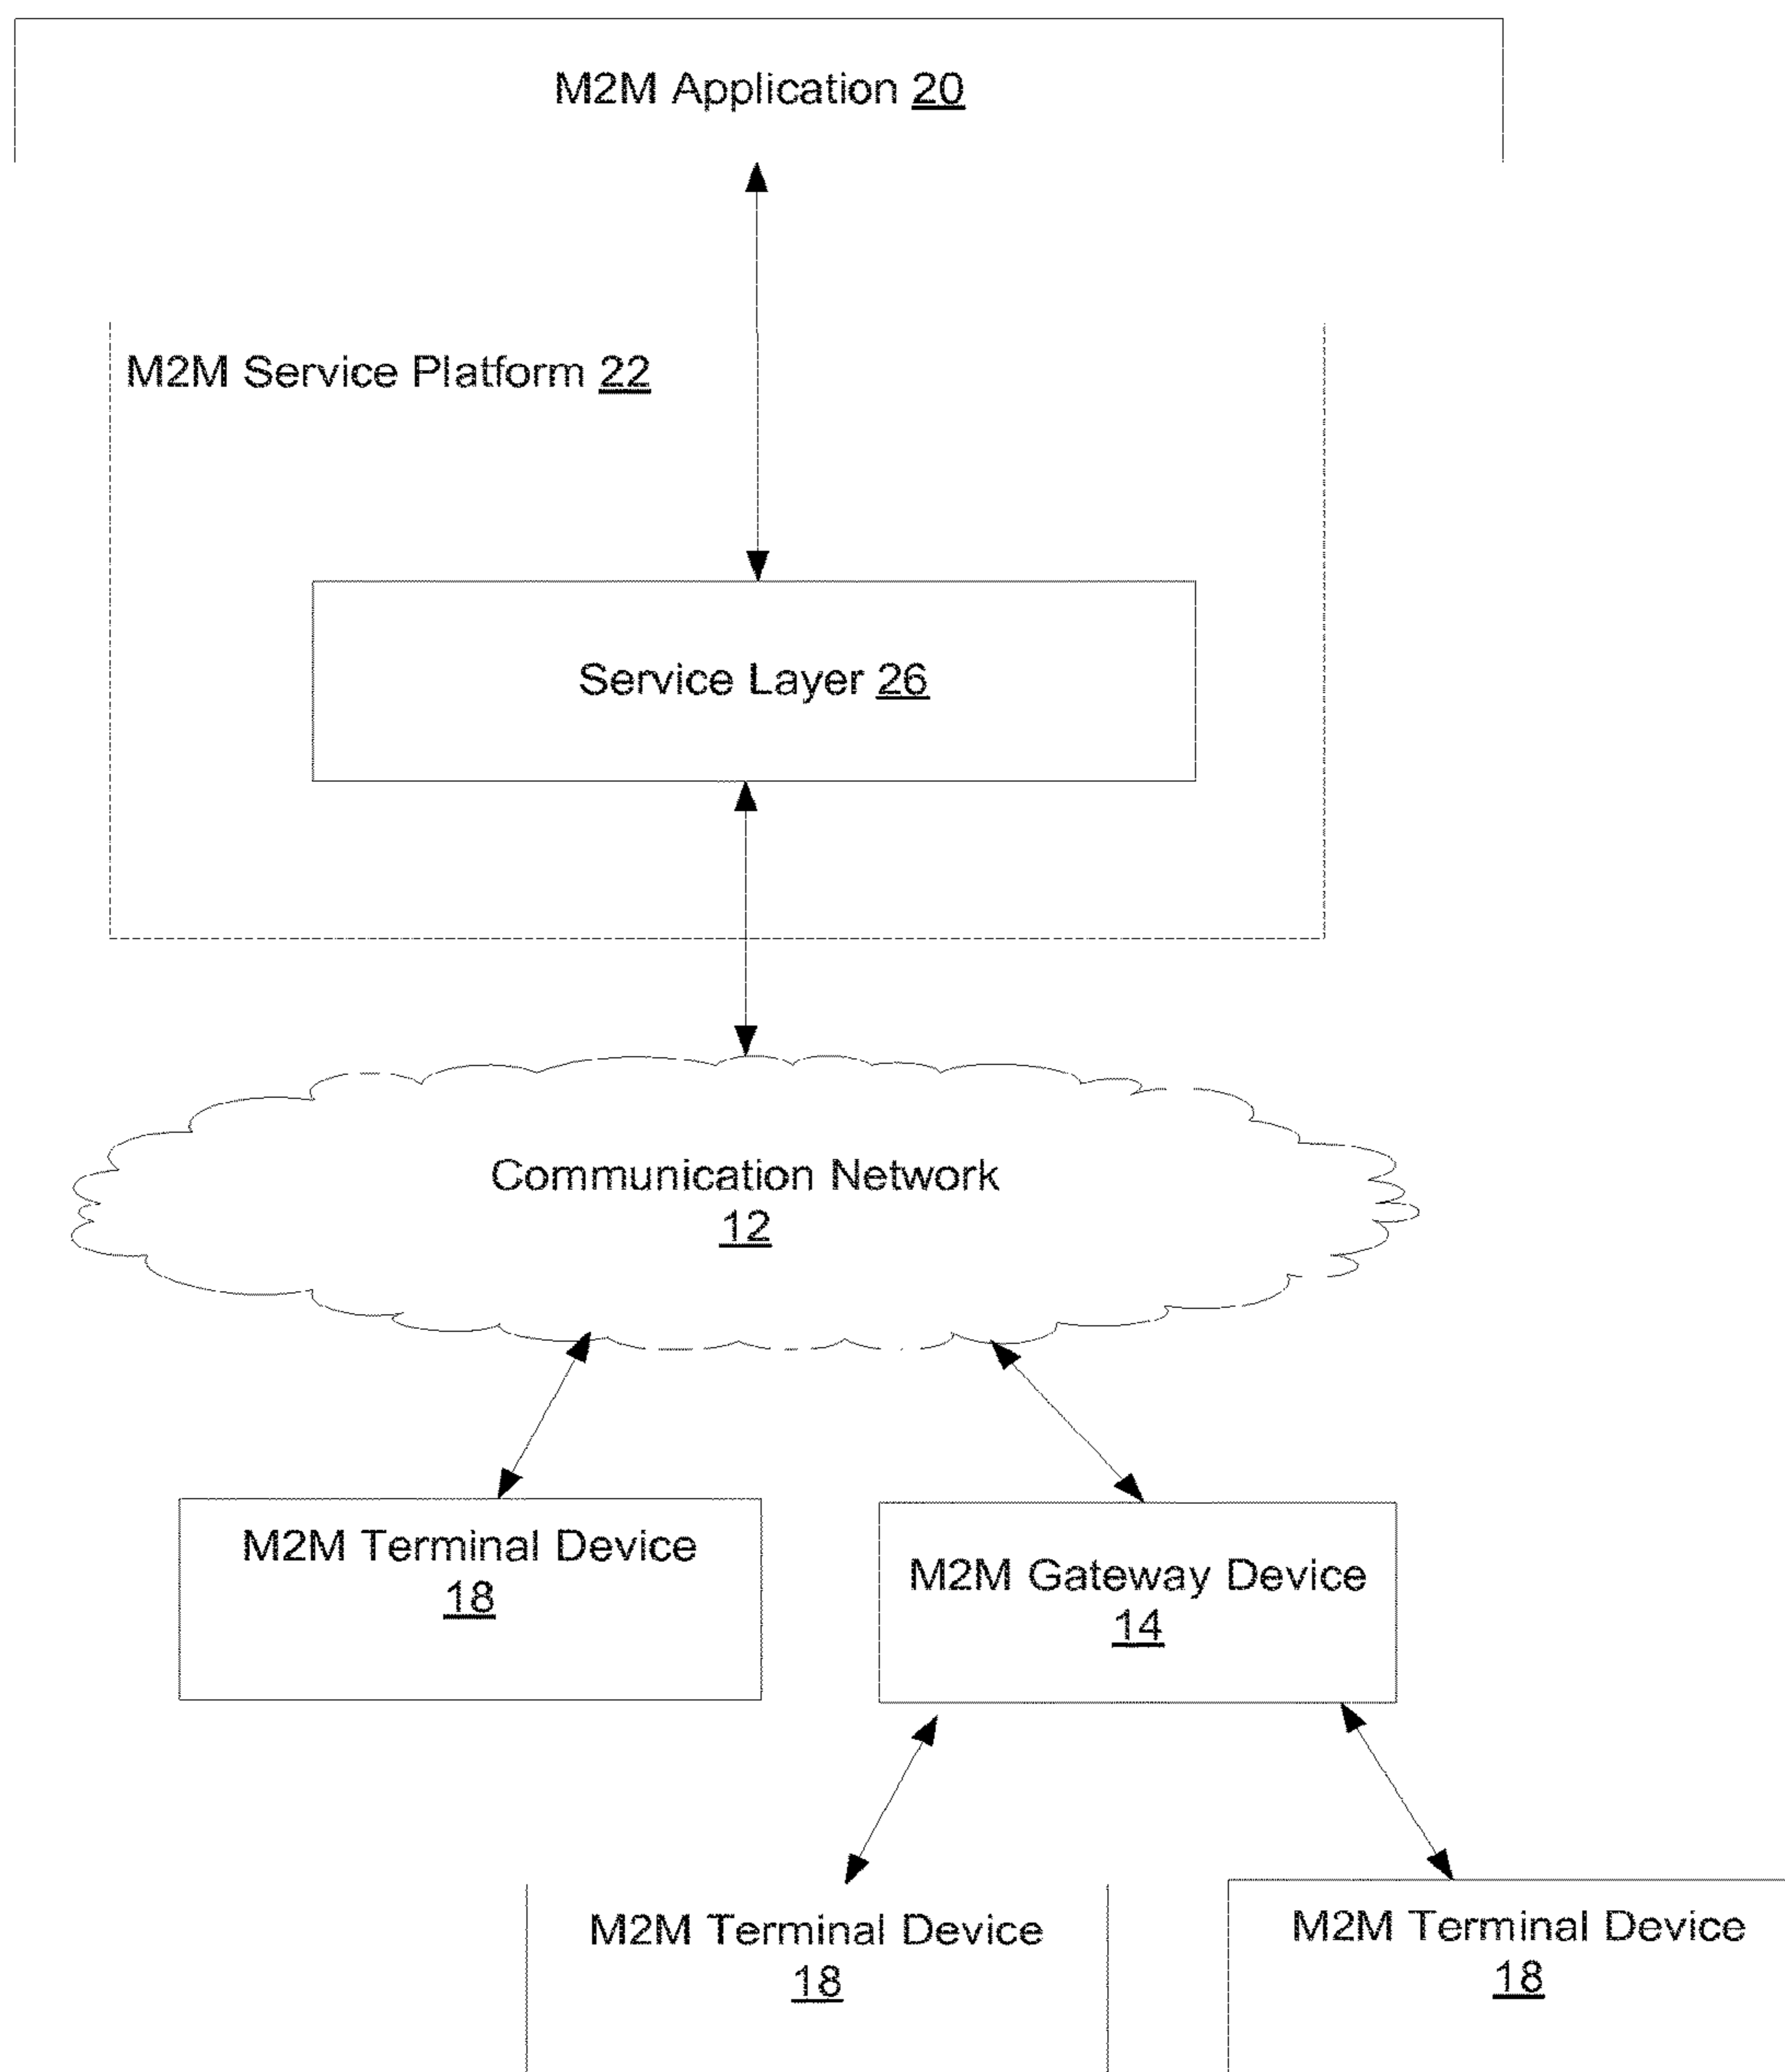 M2M Application 20
M2M Service Platform 22
Service Layer 26
Communication Network
12
M2M Terminal Device
18
M2M Gateway Device
14
M2M Terminal Device
18
M2M Terminal Device
18